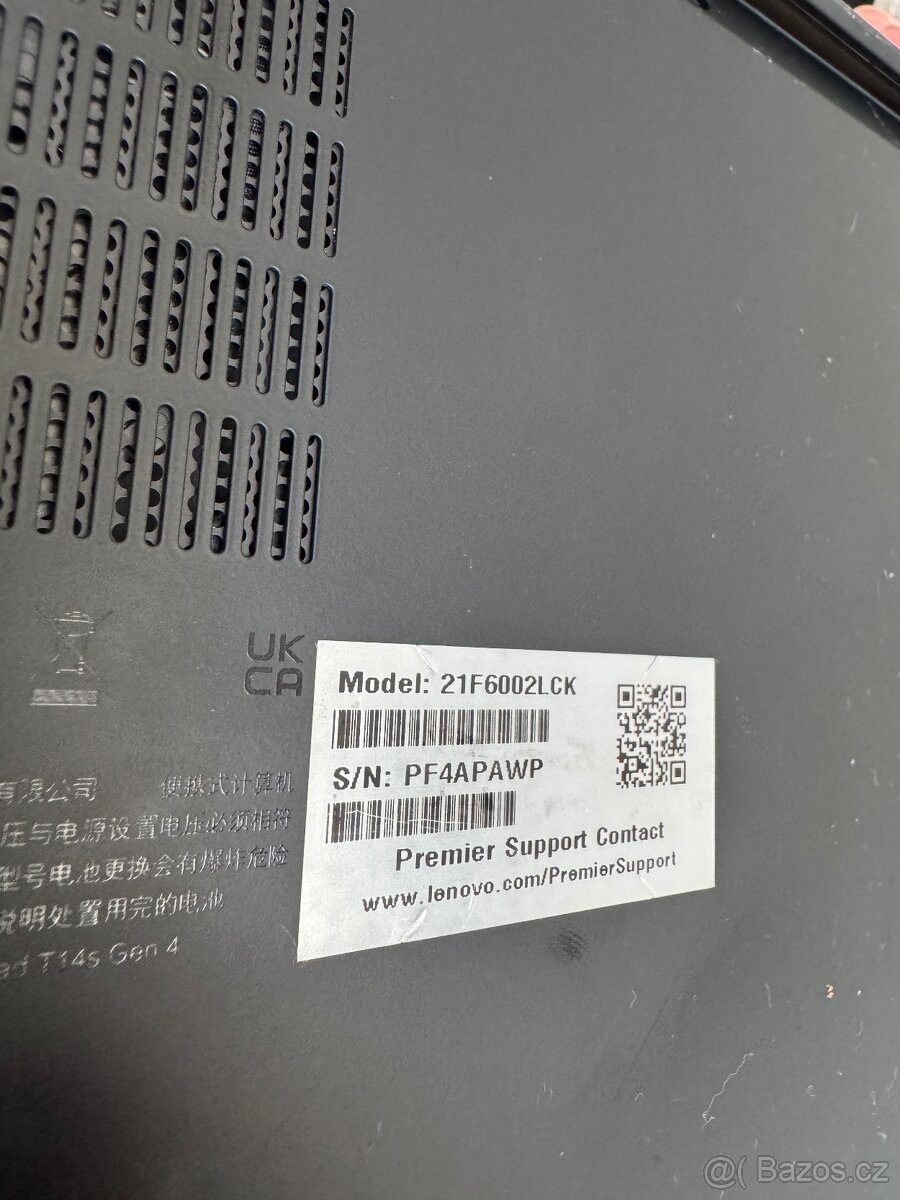 UK
CA
Model: 21F6002LCK
S/N: PF4APAWP
Premier Support Contact
www.lenovo.com/PremierSupport
有限公司 便携式计算机
压与电源设置电压必须相符
型号电池更换会有爆炸危险
说明处置用完的电池
ad T14s Gen 4
@ Bazos.cz